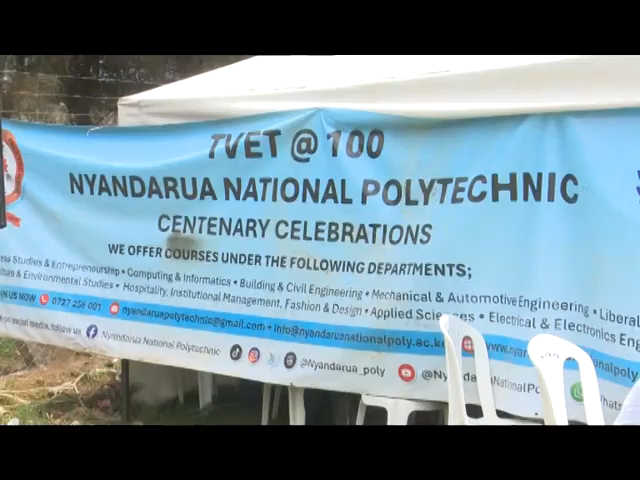 TVET @ 100
NYANDARUA NATIONAL POLYTECHNIC
CENTENARY CELEBRATIONS
WE OFFER COURSES UNDER THE FOLLOWING DEPARTMENTS;
Studies & Entrepreneurship • Computing & Informatics • Building & Civil Engineering • Mechanical & Automotive Engineering • Liberal
& Environmental Studies • Hospitality, Institutional Management, Fashion & Design • Applied Sciences • Electrical & Electronics
US NOW 0727 256 001 nyandaruapolytechnic@gmail.com • info@nyandaruanationalpoly.ac.ke
on social media, follow us Nyandarua National Polytechnic @Nyandarua_poly